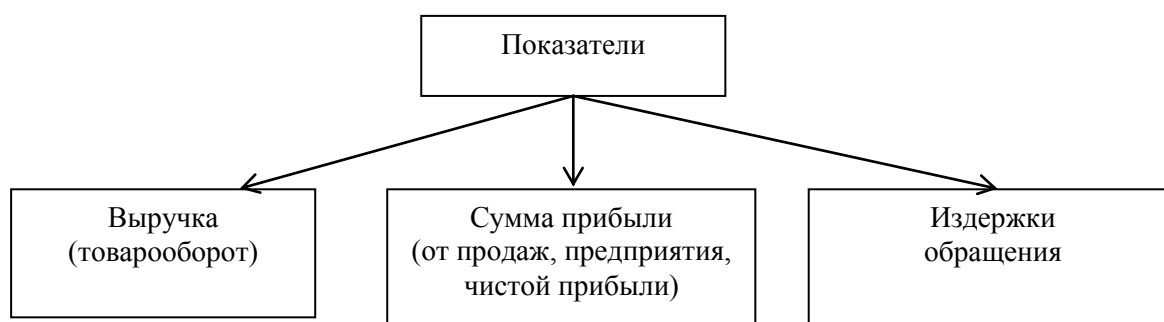 Показатели
Выручка
(товарооборот)
Сумма прибыли
(от продаж, предприятия,
чистой прибыли)
Издержки
обращения